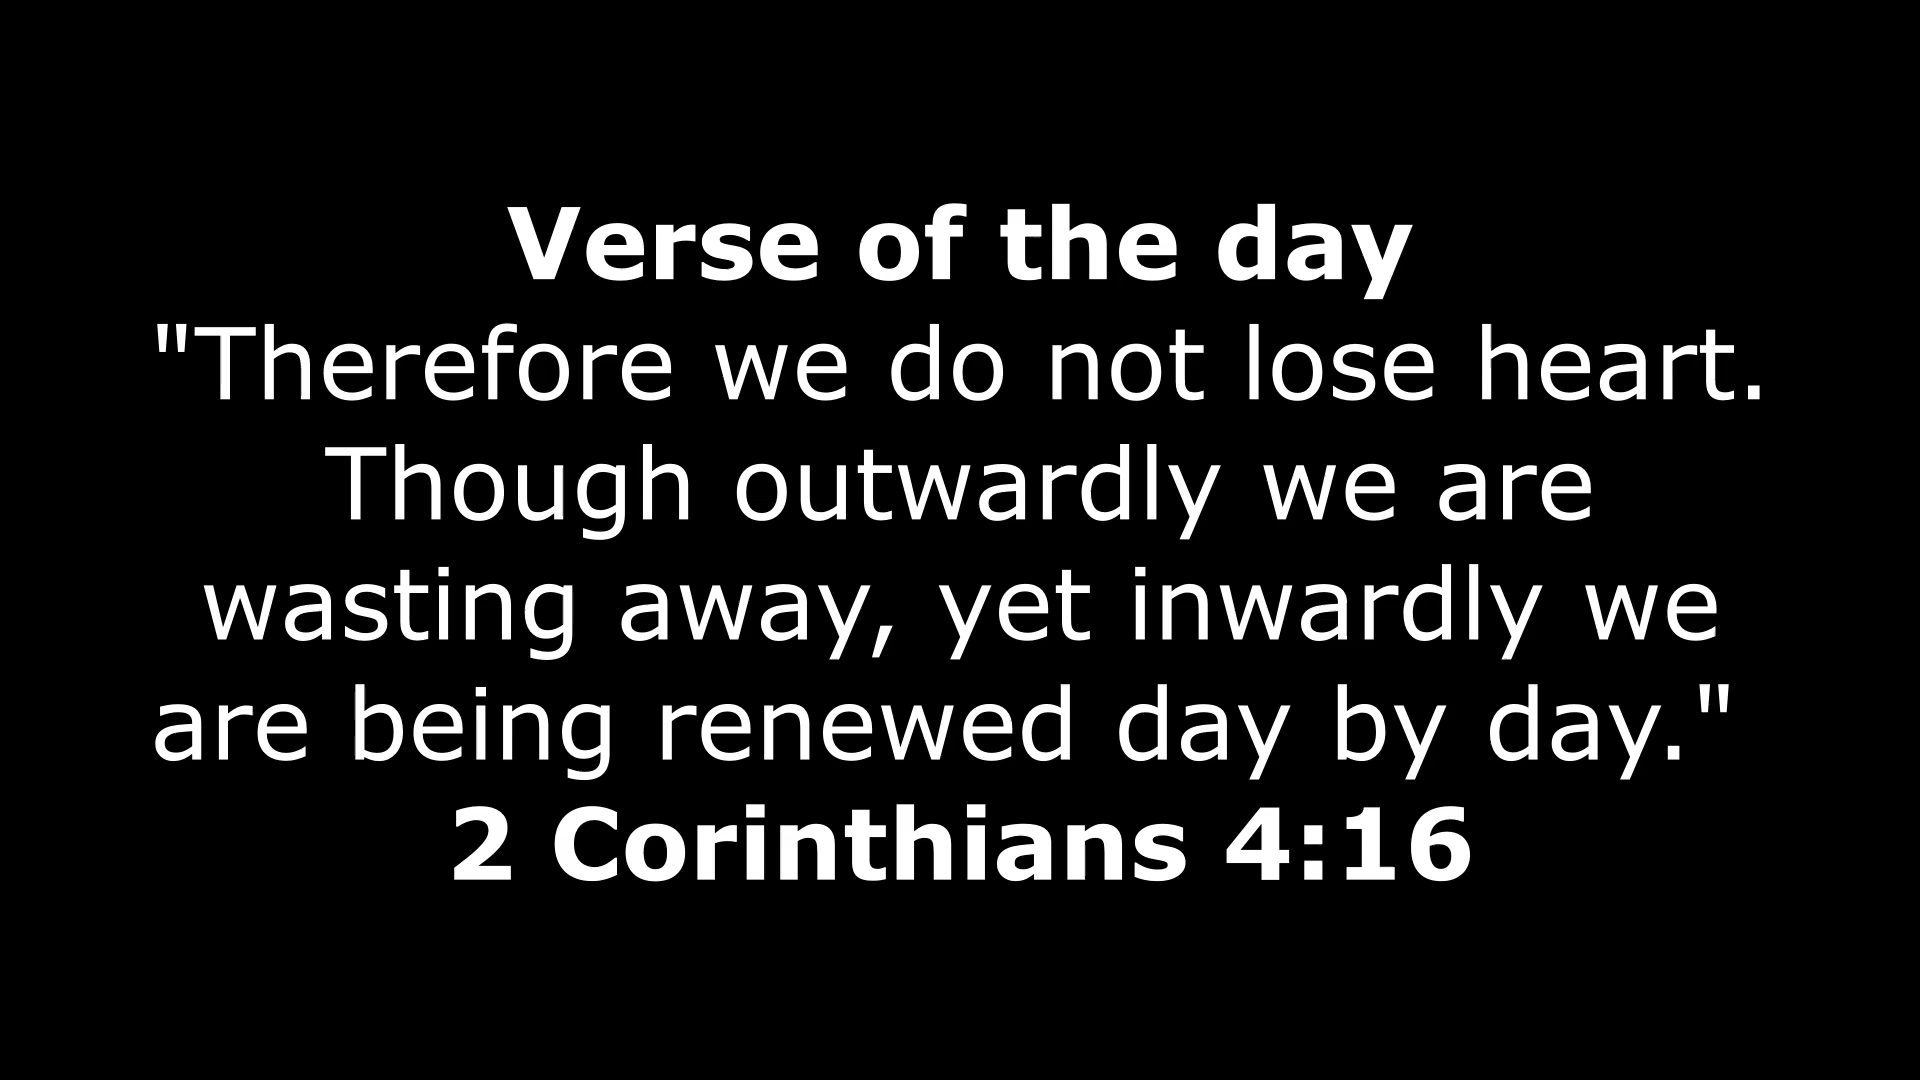 Verse of the day
"Therefore we do not lose heart.
Though outwardly we are
wasting away, yet inwardly we
are being renewed day by day."
2 Corinthians 4:16